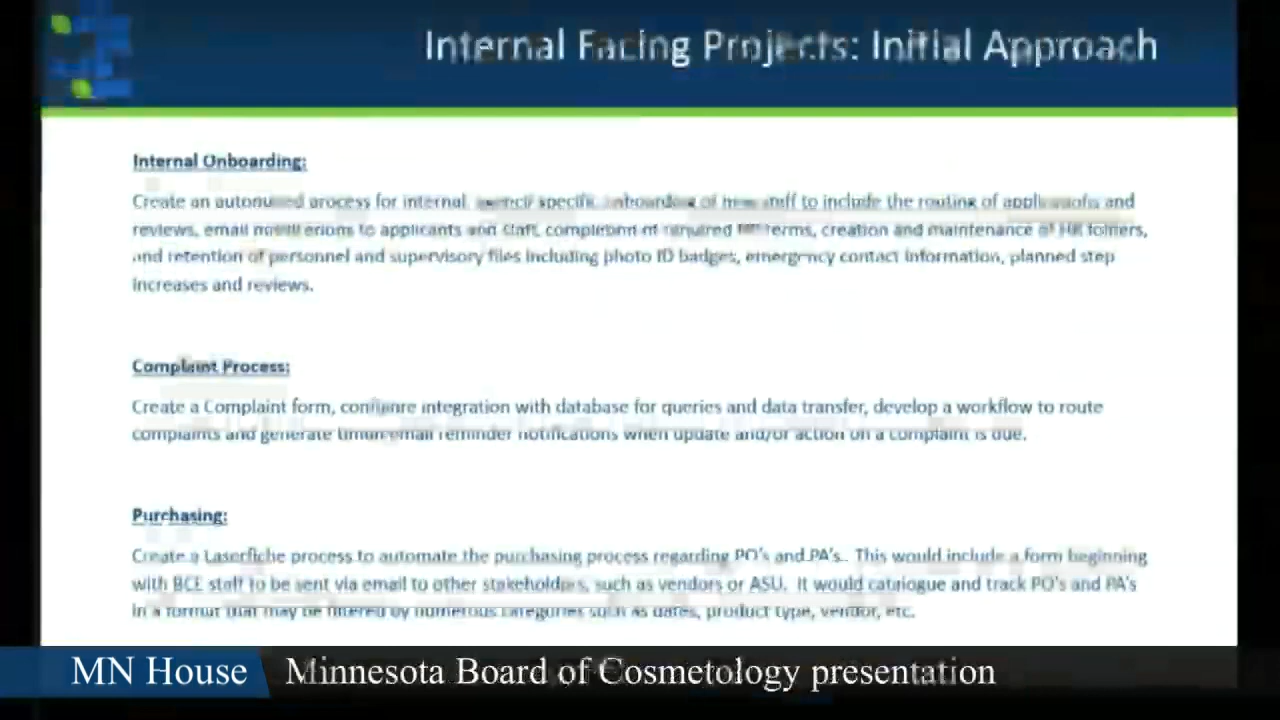 Internal Facing Projects: Initial Approach
Internal Onboarding:
Create an automated process for internal, agency specific onboarding of new staff to include the routing of applications and
reviews, email notifications to applicants and staff, completion of required HR forms, creation and maintenance of HR folders,
and retention of personnel and supervisory files including photo ID badges, emergency contact information, planned step
increases and reviews.
Complaint Process:
Create a Complaint form, configure integration with database for queries and data transfer, develop a workflow to route
complaints and generate email reminder notifications when update and/or action on a complaint is due.
Purchasing:
Create a Laserfiche process to automate the purchasing process regarding PO's and PA's. This would include a form beginning
with BCE staff to be sent via email to other stakeholders, such as vendors or ASU. It would catalogue and track PO's and PA's
in a format that may be filtered by numerous categories such as dates, product type, vendor, etc.
MN House Minnesota Board of Cosmetology presentation